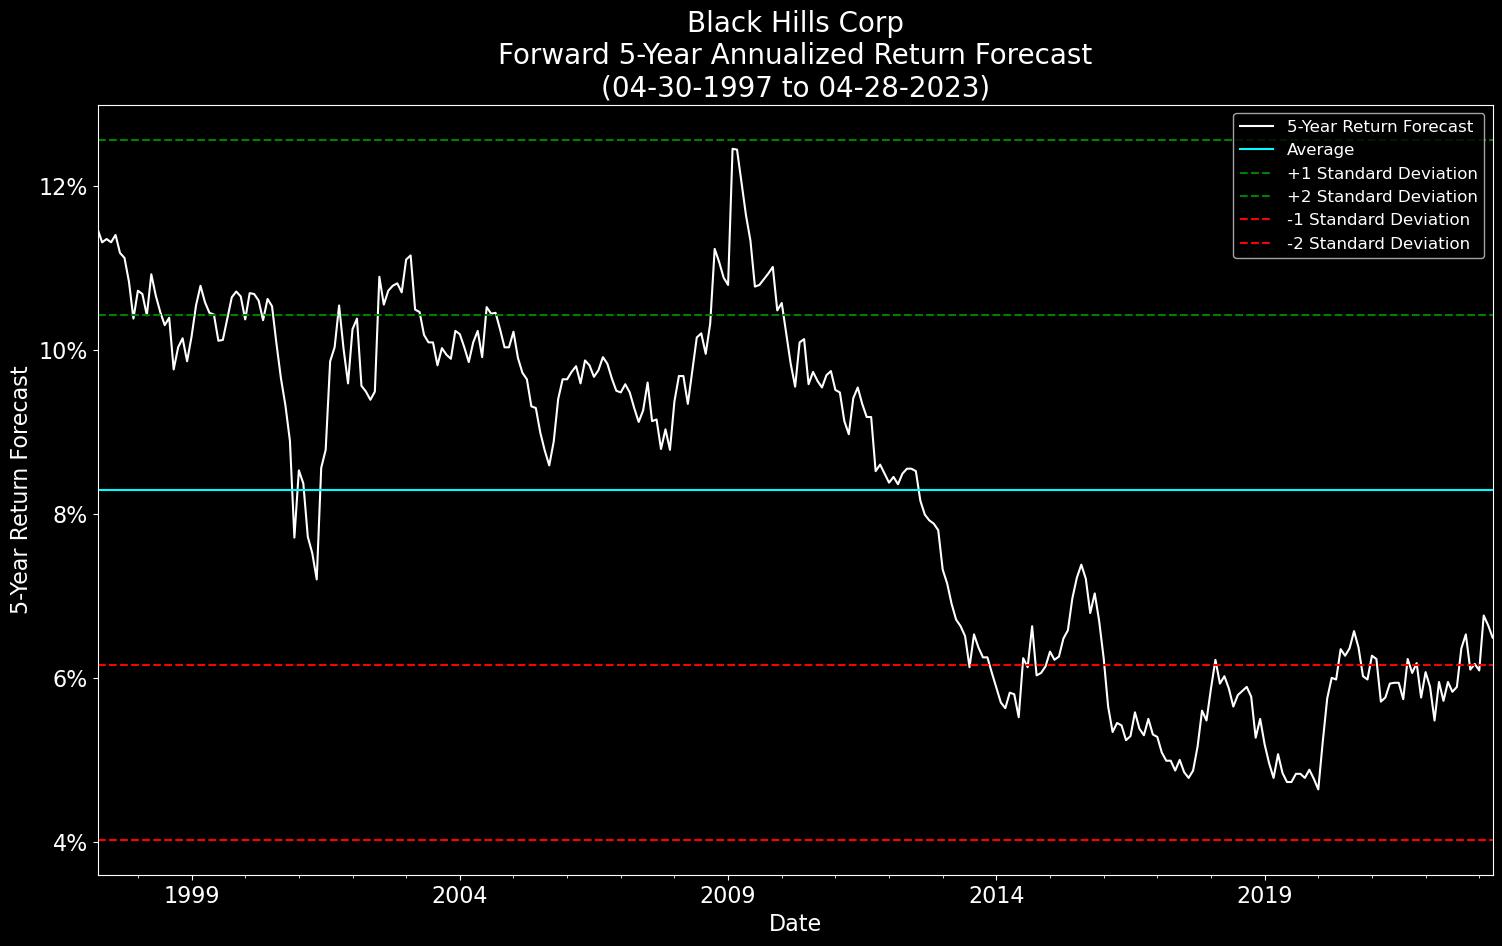 Black Hills Corp
Forward 5-Year Annualized Return Forecast
(04-30-1997 to 04-28-2023)
5-Year Return Forecast
Average
+1 Standard Deviation
+2 Standard Deviation
-1 Standard Deviation
-2 Standard Deviation
12%
10%
8%
6%
4%
5-Year Return Forecast
1999
2004
2009
2014
2019
Date